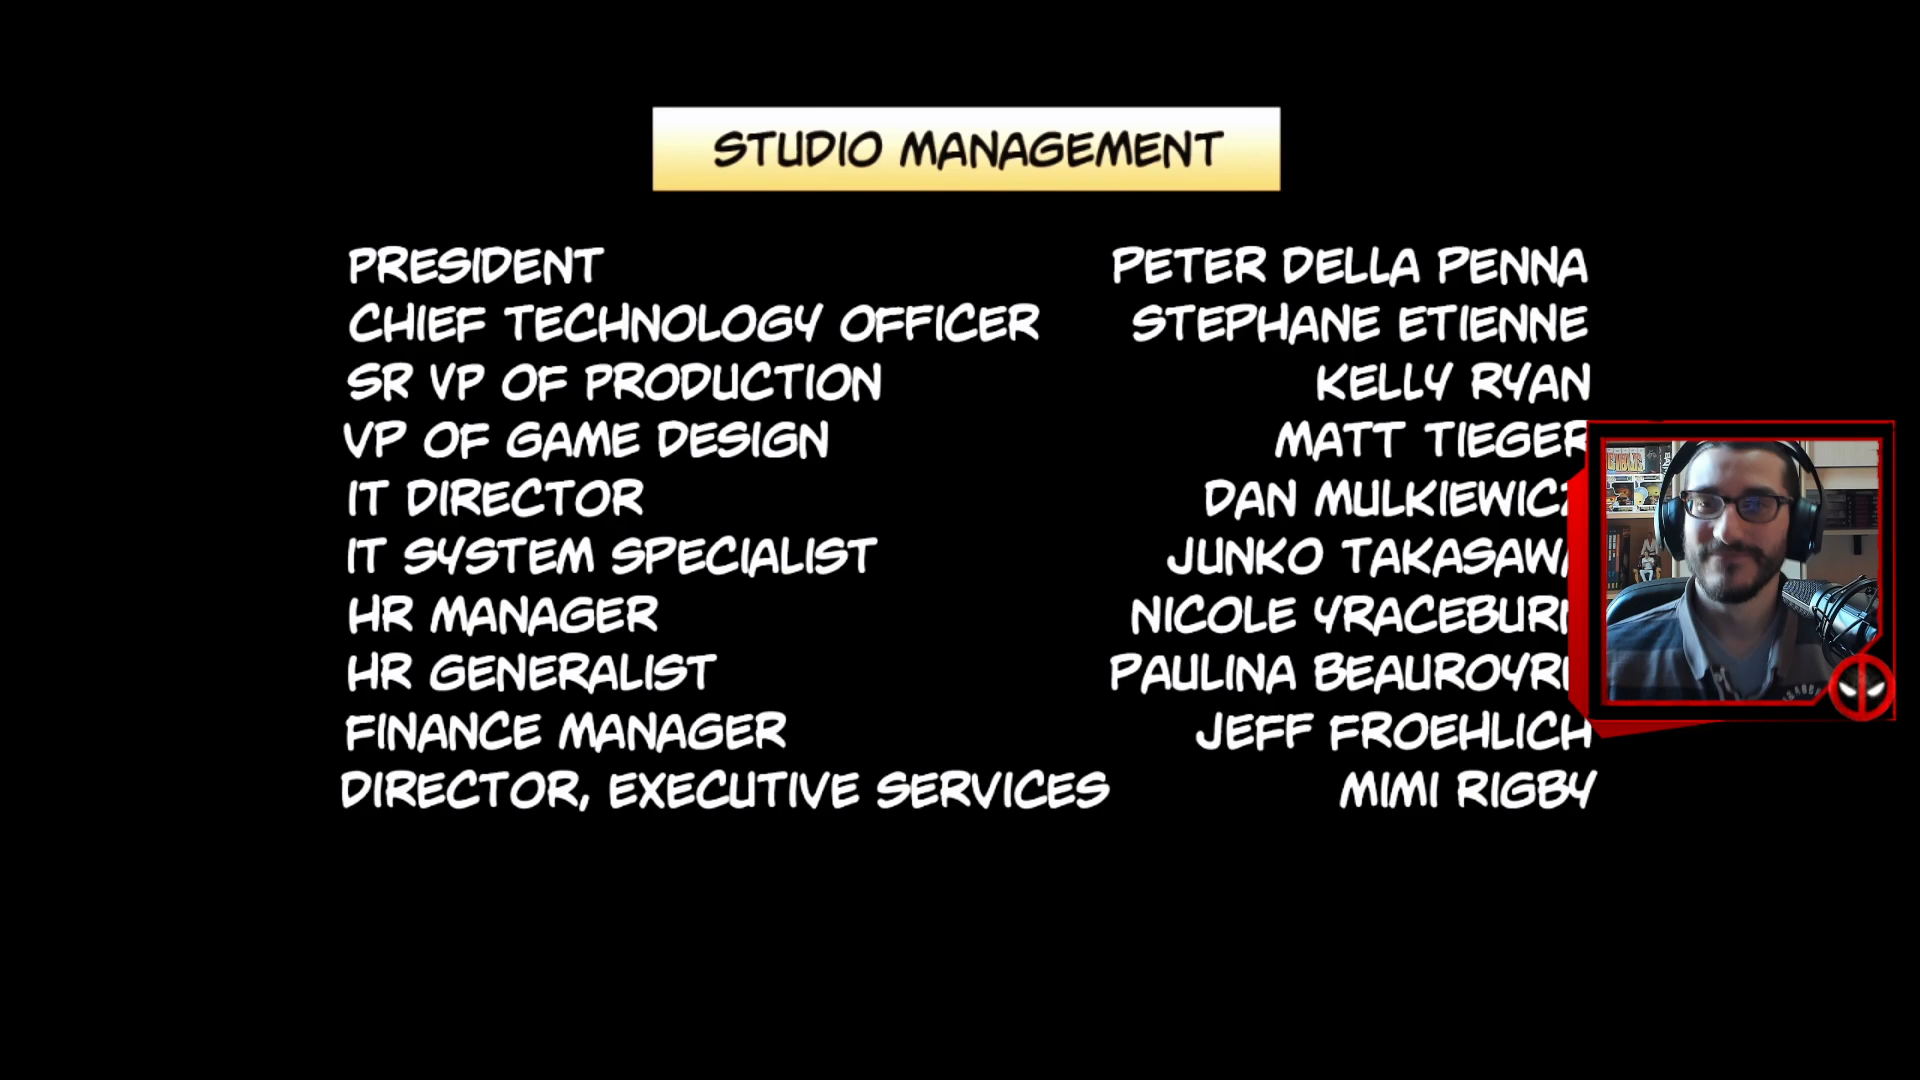 STUDIO MANAGEMENT
PRESIDENT PETER DELLA PENNA
CHIEF TECHNOLOGY OFFICER STEPHANE ETIENNE
SR VP OF PRODUCTION KELLY RYAN
VP OF GAME DESIGN MATT TIEGER
IT DIRECTOR DAN MULKIEWICZ
IT SYSTEM SPECIALIST JUNKO
HR MANAGER NICOLE
HR GENERALIST PAULINA
FINANCE MANAGER JEFF FROEHLICH
DIRECTOR, EXECUTIVE SERVICES MIMI RIGBY